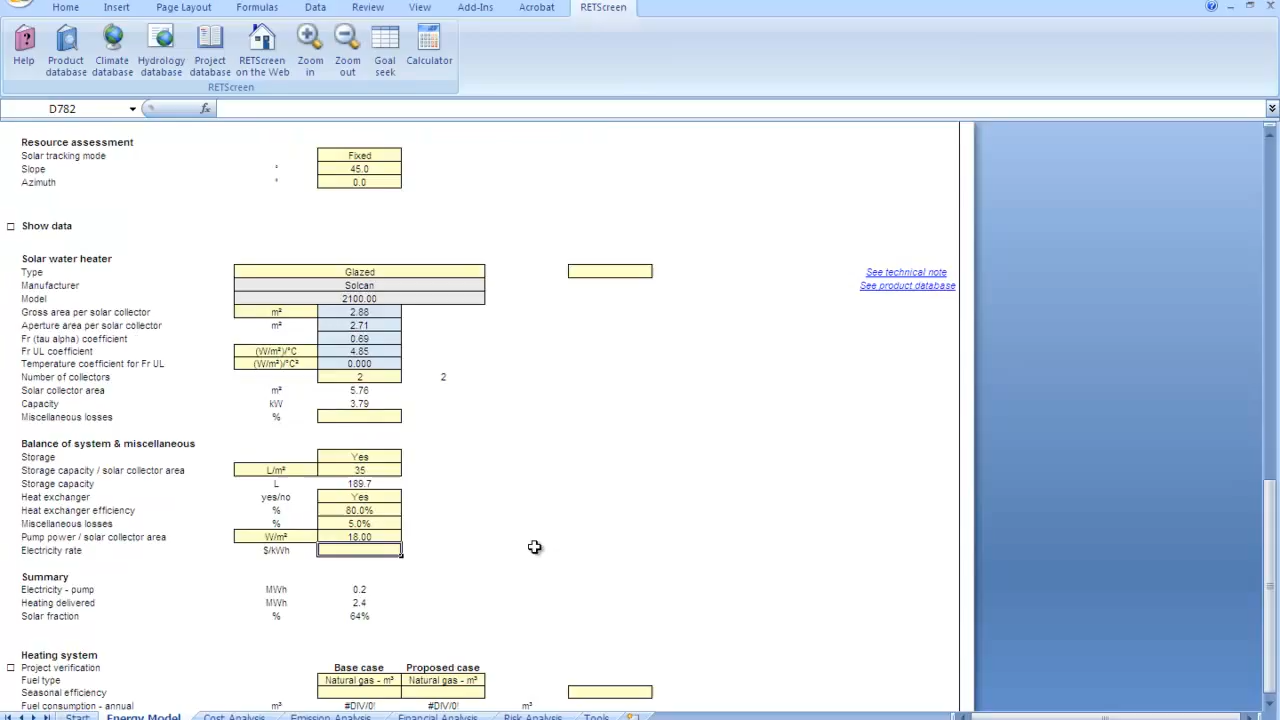 Home Insert Page Layout Formulas Data Review View Add-Ins Acrobat RETScreen
Help Product database Climate database Hydrology database Project database RETScreen on the Web Zoom in Zoom out Goal seek Calculator
RETScreen
D782 fx
Resource assessment
Solar tracking mode Fixed
Slope ° 45.0
Azimuth ° 0.0
Show data
Solar water heater
Type Glazed See technical note
Manufacturer Solcan See product database
Model 2100.00
Gross area per solar collector m² 2.88
Aperture area per solar collector m² 2.71
Fr (tau alpha) coefficient 0.69
Fr UL coefficient (W/m²)/°C 4.85
Temperature coefficient for Fr UL (W/m²)/°C² 0.000
Number of collectors 2 2
Solar collector area m² 5.76
Capacity kW 3.79
Miscellaneous losses %
Balance of system & miscellaneous
Storage Yes
Storage capacity / solar collector area L/m² 35
Storage capacity L 189.7
Heat exchanger yes/no Yes
Heat exchanger efficiency % 80.0%
Miscellaneous losses % 5.0%
Pump power / solar collector area W/m² 18.00
Electricity rate $/kWh
Summary
Electricity - pump MWh 0.2
Heating delivered MWh 2.4
Solar fraction % 64%
Heating system
Project verification Base case Proposed case
Fuel type Natural gas - m³ Natural gas - m³
Seasonal efficiency
Fuel consumption - annual m³ #DIV/0! #DIV/0! m³
Start Energy Model Cost Analysis Emission Analysis Financial Analysis Risk Analysis Tools